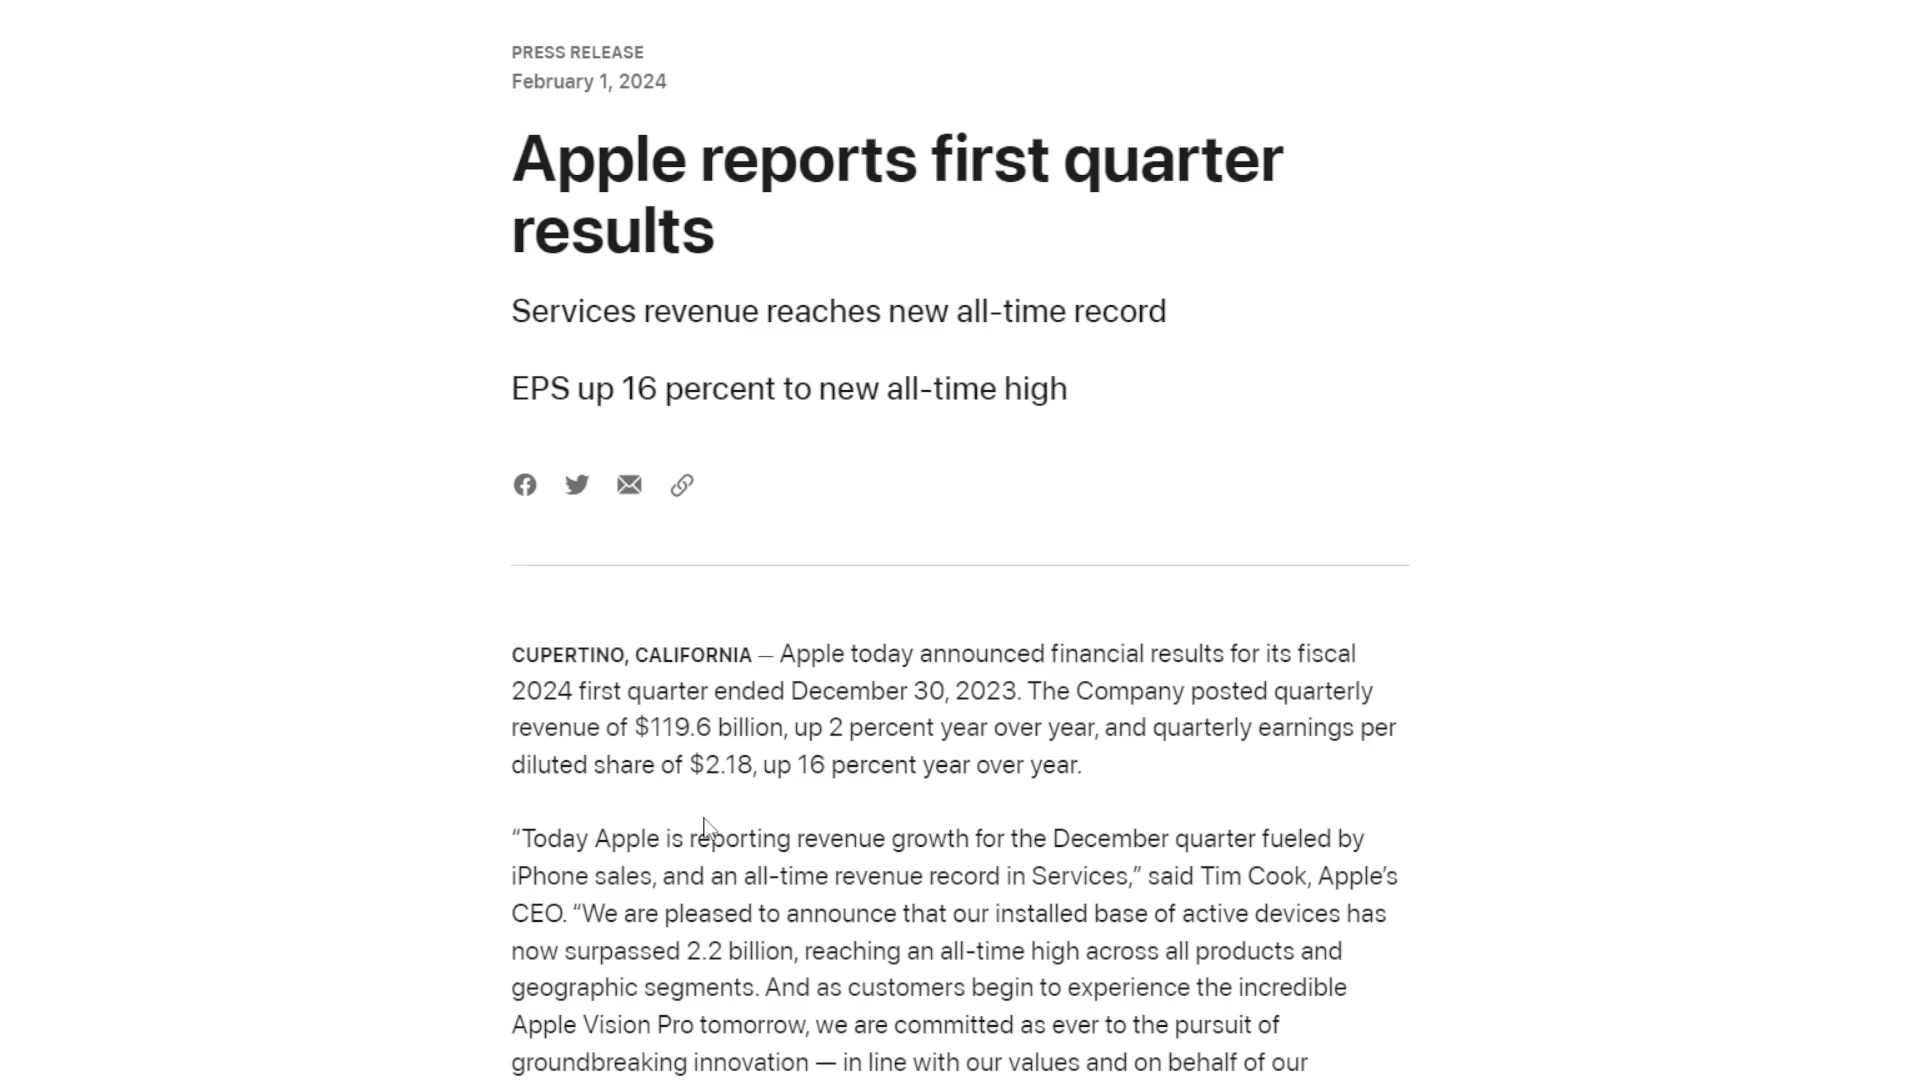 PRESS RELEASE
February 1, 2024
Apple reports first quarter
results
Services revenue reaches new all-time record
EPS up 16 percent to new all-time high
CUPERTINO, CALIFORNIA — Apple today announced financial results for its fiscal
2024 first quarter ended December 30, 2023. The Company posted quarterly
revenue of $119.6 billion, up 2 percent year over year, and quarterly earnings per
diluted share of $2.18, up 16 percent year over year.
“Today Apple is reporting revenue growth for the December quarter fueled by
iPhone sales, and an all-time revenue record in Services,” said Tim Cook, Apple’s
CEO. “We are pleased to announce that our installed base of active devices has
now surpassed 2.2 billion, reaching an all-time high across all products and
geographic segments. And as customers begin to experience the incredible
Apple Vision Pro tomorrow, we are committed as ever to the pursuit of
groundbreaking innovation — in line with our values and on behalf of our